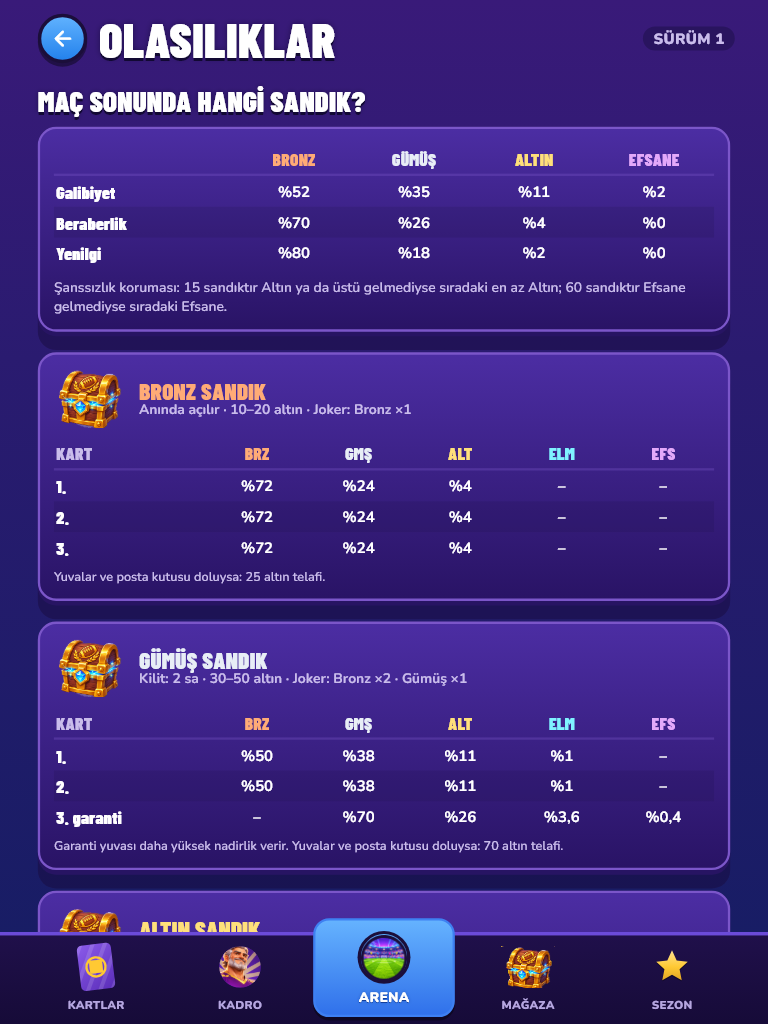 OLASILIKLAR
SÜRÜM 1
MAÇ SONUNDA HANGİ SANDIK?
BRONZ GÜMÜŞ ALTIN EFSANE
Galibiyet %52 %35 %11 %2
Beraberlik %70 %26 %4 %0
Yenilgi %80 %18 %2 %0
Şanssızlık koruması: 15 sandıktır Altın ya da üstü gelmediyse sıradaki en az Altın; 60 sandıktır Efsane
gelmediyse sıradaki Efsane.
BRONZ SANDIK
Anında açılır · 10–20 altın · Joker: Bronz ×1
KART BRZ GMŞ ALT ELM EFS
1. %72 %24 %4 – –
2. %72 %24 %4 – –
3. %72 %24 %4 – –
Yuvalar ve posta kutusu doluysa: 25 altın telafi.
GÜMÜŞ SANDIK
Kilit: 2 sa · 30–50 altın · Joker: Bronz ×2 · Gümüş ×1
KART BRZ GMŞ ALT ELM EFS
1. %50 %38 %11 %1 –
2. %50 %38 %11 %1 –
3. garanti – %70 %26 %3,6 %0,4
Garanti yuvası daha yüksek nadirlik verir. Yuvalar ve posta kutusu doluysa: 70 altın telafi.
ALTIN SANDIK
KARTLAR KADRO ARENA MAĞAZA SEZON